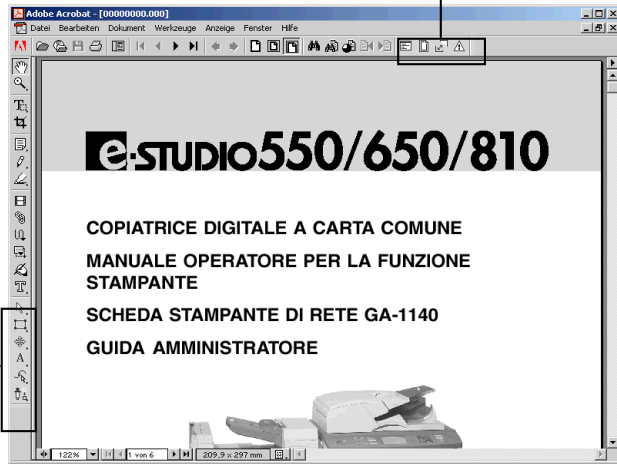 Adobe Acrobat - [00000000.000]
Datei Bearbeiten Dokument Werkzeuge Anzeige Fenster Hilfe
e-STUDIO550/650/810
COPIATRICE DIGITALE A CARTA COMUNE
MANUALE OPERATORE PER LA FUNZIONE
STAMPANTE
SCHEDA STAMPANTE DI RETE GA-1140
GUIDA AMMINISTRATORE
122% 1 von 6 209,9 x 297 mm